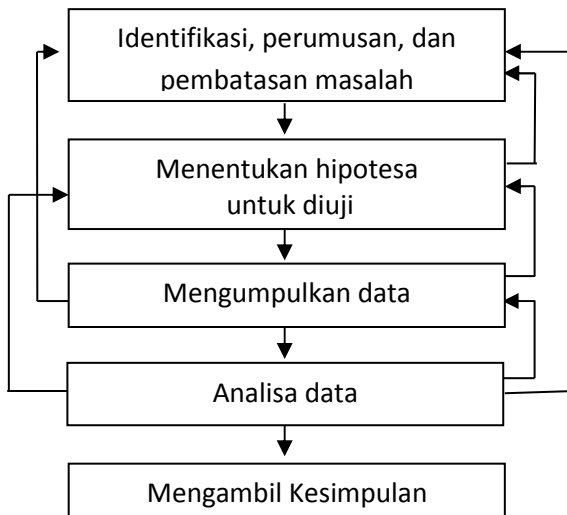 Identifikasi, perumusan, dan
pembatasan masalah
Menentukan hipotesa
untuk diuji
Mengumpulkan data
Analisa data
Mengambil Kesimpulan